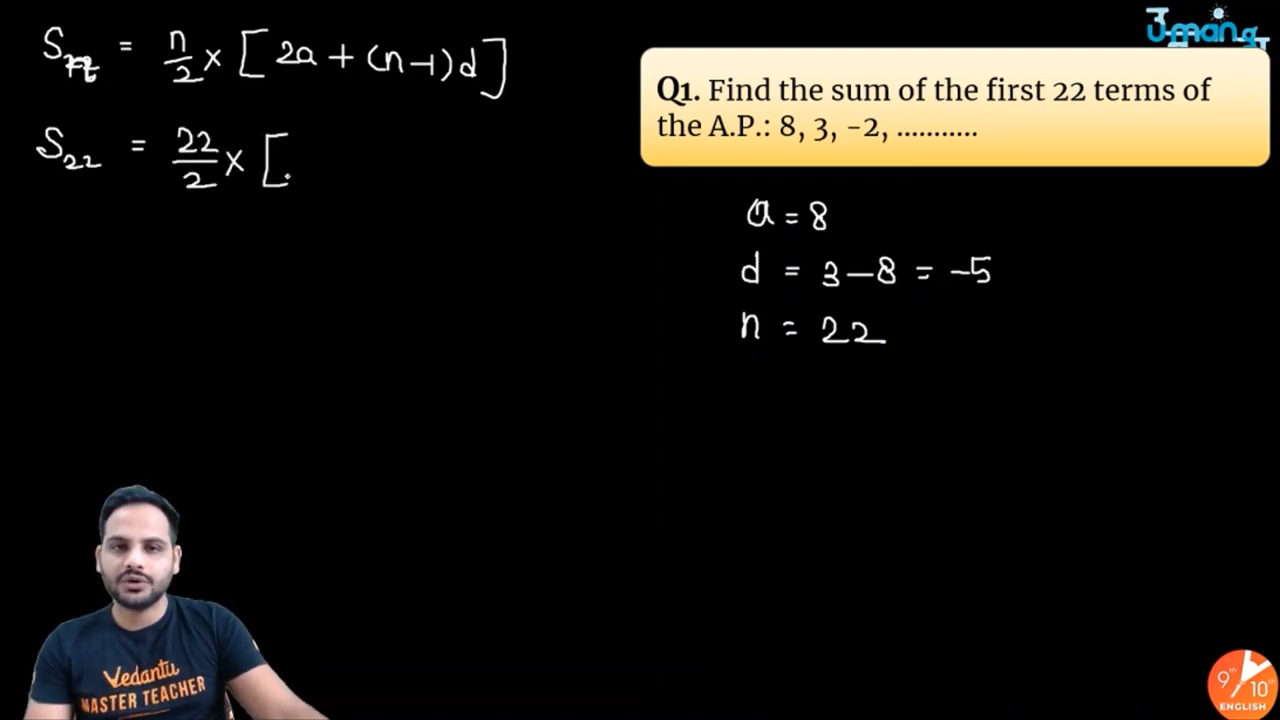 Sₙ = n/2 × [2a + (n-1)d]
S₂₂ = 22/2 × [
उmang
Q1. Find the sum of the first 22 terms of
the A.P.: 8, 3, -2, ...........
a = 8
d = 3-8 = -5
n = 22
Vedantu
MASTER TEACHER
9th 10th
ENGLISH